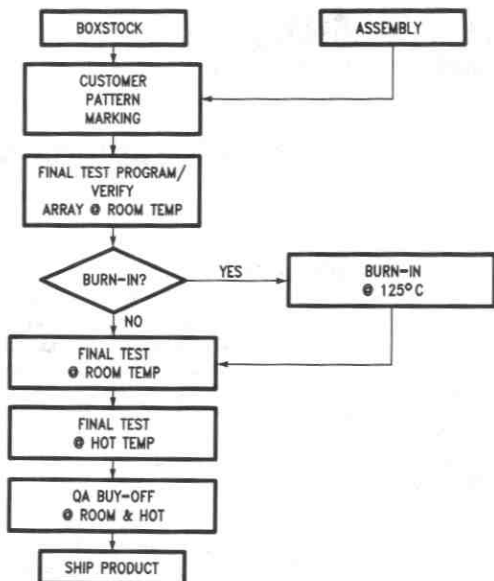 BOXSTOCK
ASSEMBLY
CUSTOMER
PATTERN
MARKING
FINAL TEST PROGRAM/
VERIFY
ARRAY @ ROOM TEMP
BURN-IN?
YES
BURN-IN
@ 125°C
NO
FINAL TEST
@ ROOM TEMP
FINAL TEST
@ HOT TEMP
QA BUY-OFF
@ ROOM & HOT
SHIP PRODUCT